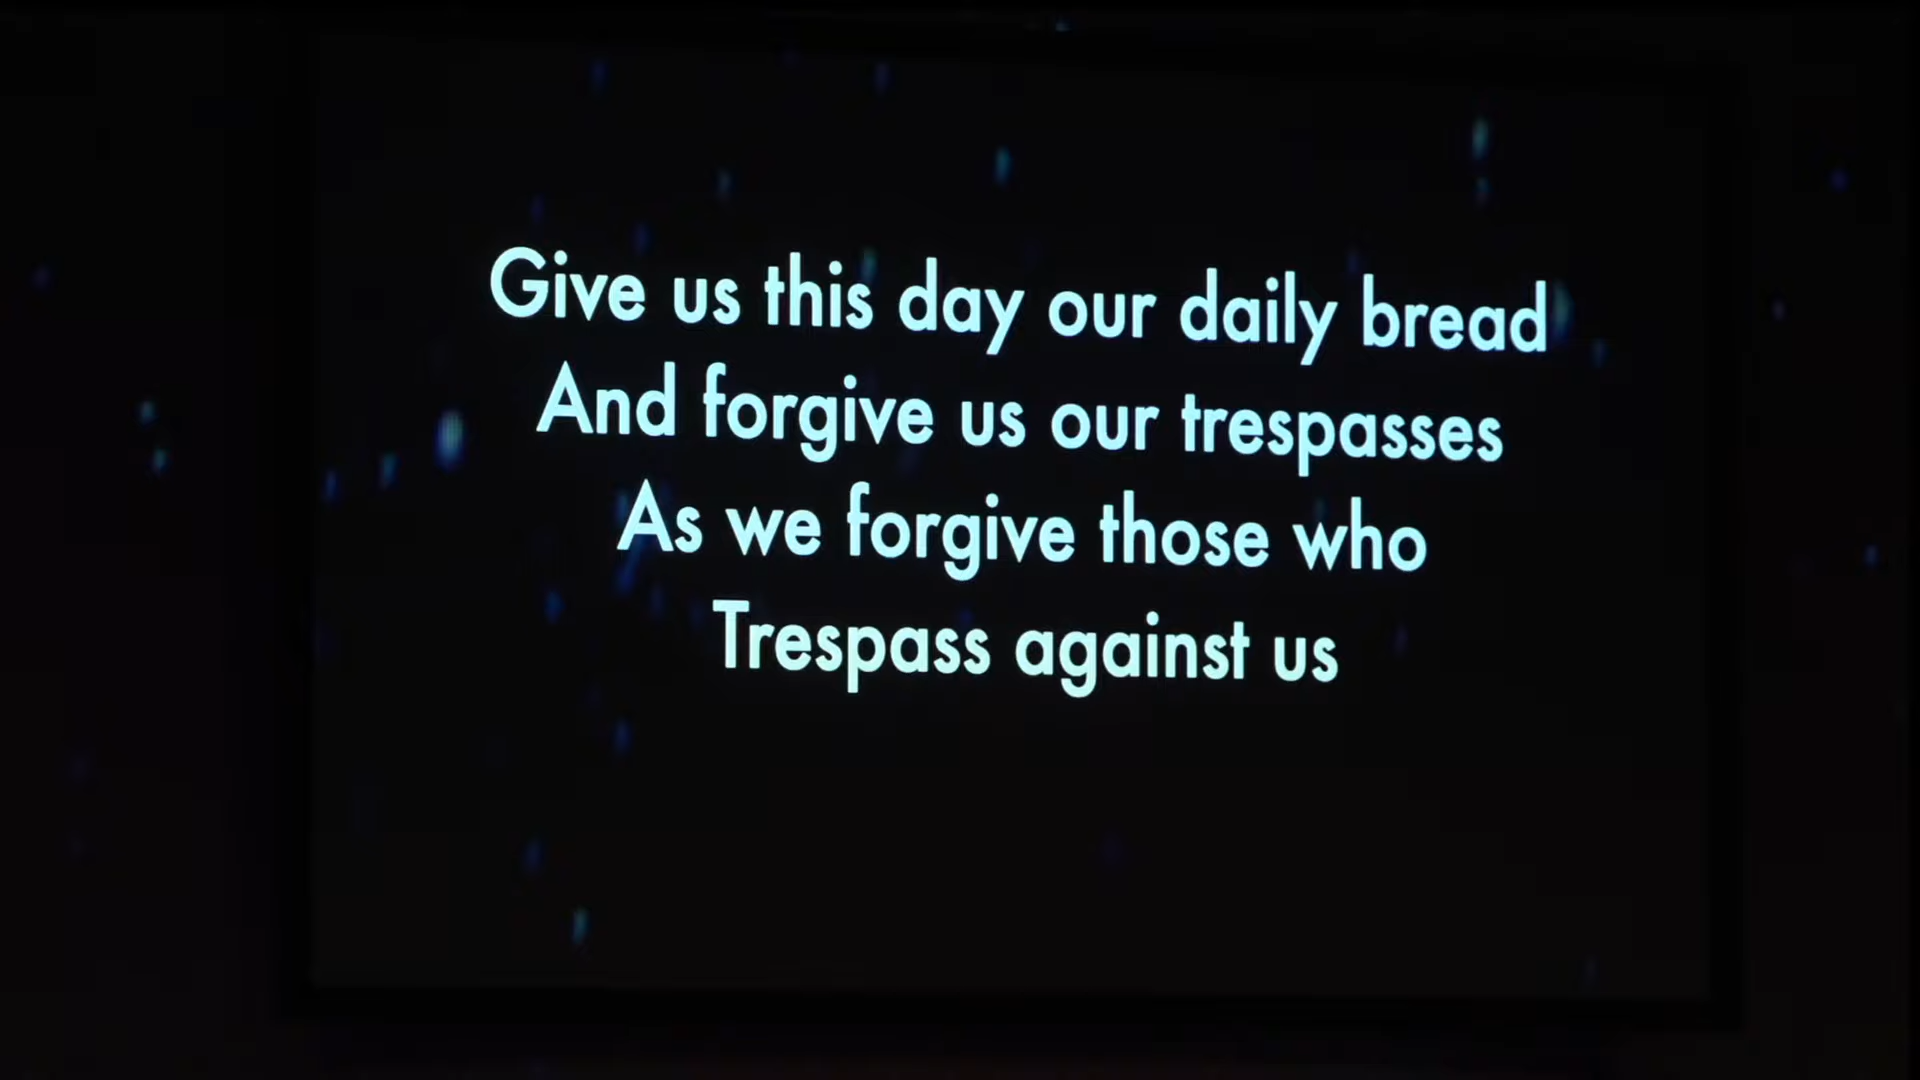 Give us this day our daily bread
And forgive us our trespasses
As we forgive those who
Trespass against us